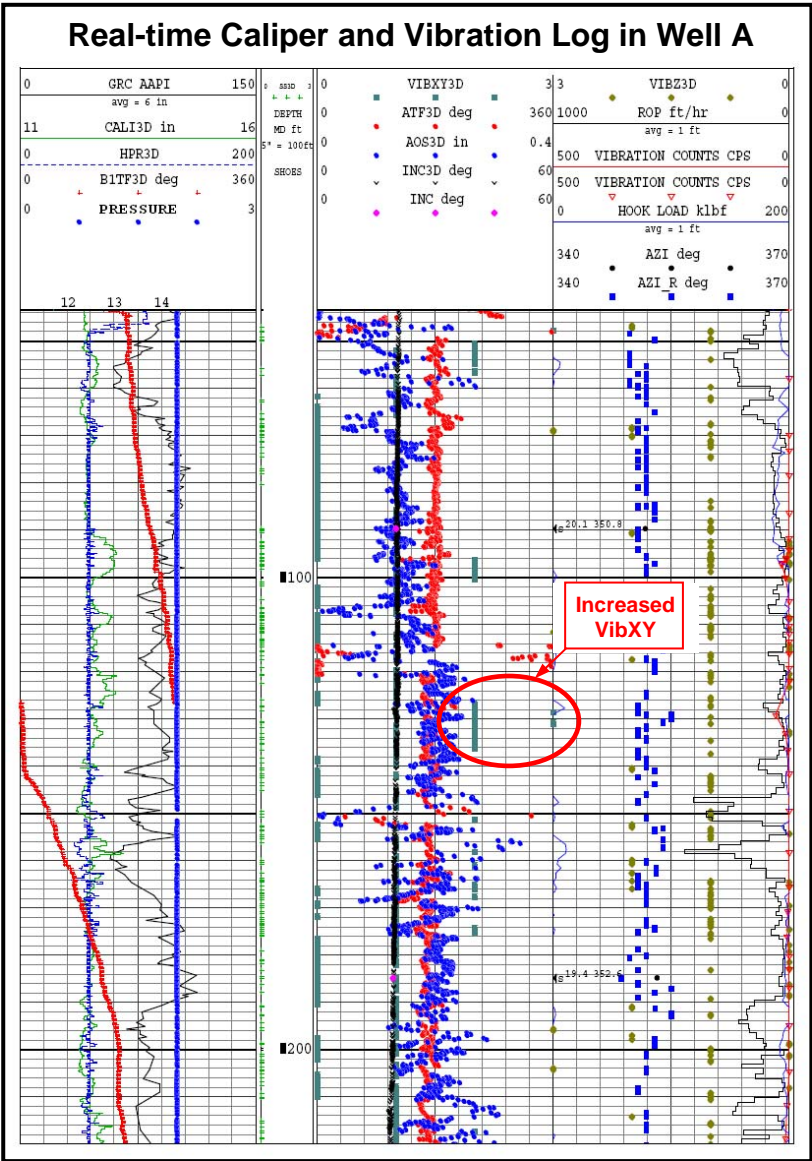 Real-time Caliper and Vibration Log in Well A
0 GRC AAPI 150
avg = 6 in
11 CALI3D in 16
0 HPR3D 200
0 B1TF3D deg 360
0 PRESSURE 3
12 13 14
0 SS3D 3
DEPTH
MD ft
5" = 100ft
SHOES
0 VIBXY3D 3
0 ATF3D deg 360
0 AOS3D in 0.4
0 INC3D deg 60
0 INC deg 60
3 VIBZ3D 0
1000 ROP ft/hr 0
avg = 1 ft
500 VIBRATION COUNTS CPS 0
500 VIBRATION COUNTS CPS 0
0 HOOK LOAD klbf 200
avg = 1 ft
340 AZI deg 370
340 AZI_R deg 370
s 20.1 350.8
100
Increased
VibXY
s 19.4 352.6
200